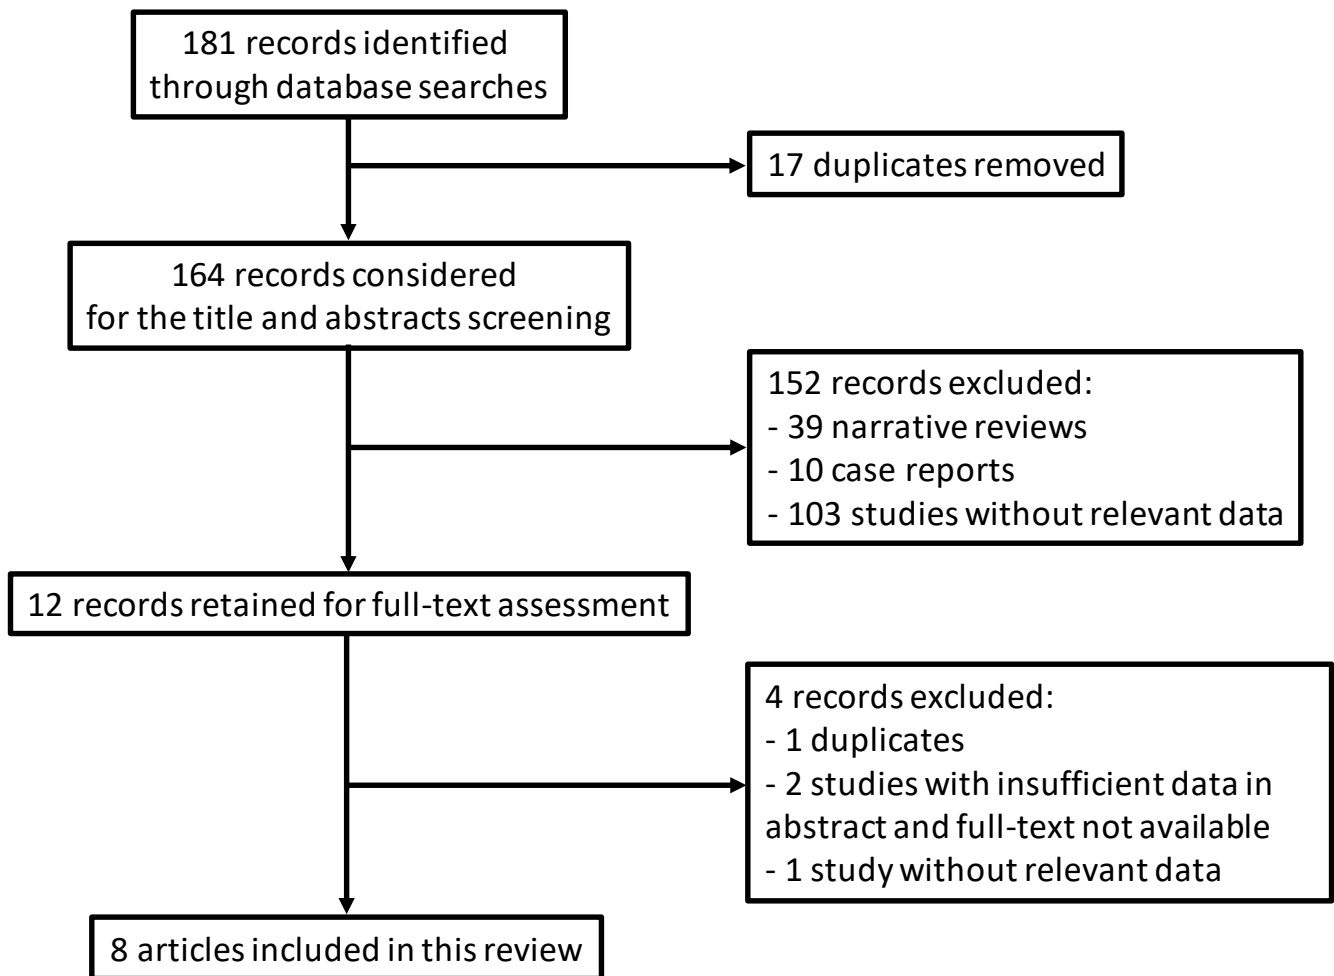 181 records identified
through database searches
17 duplicates removed
164 records considered
for the title and abstracts screening
152 records excluded:
- 39 narrative reviews
- 10 case reports
- 103 studies without relevant data
12 records retained for full-text assessment
4 records excluded:
- 1 duplicates
- 2 studies with insufficient data in
abstract and full-text not available
- 1 study without relevant data
8 articles included in this review